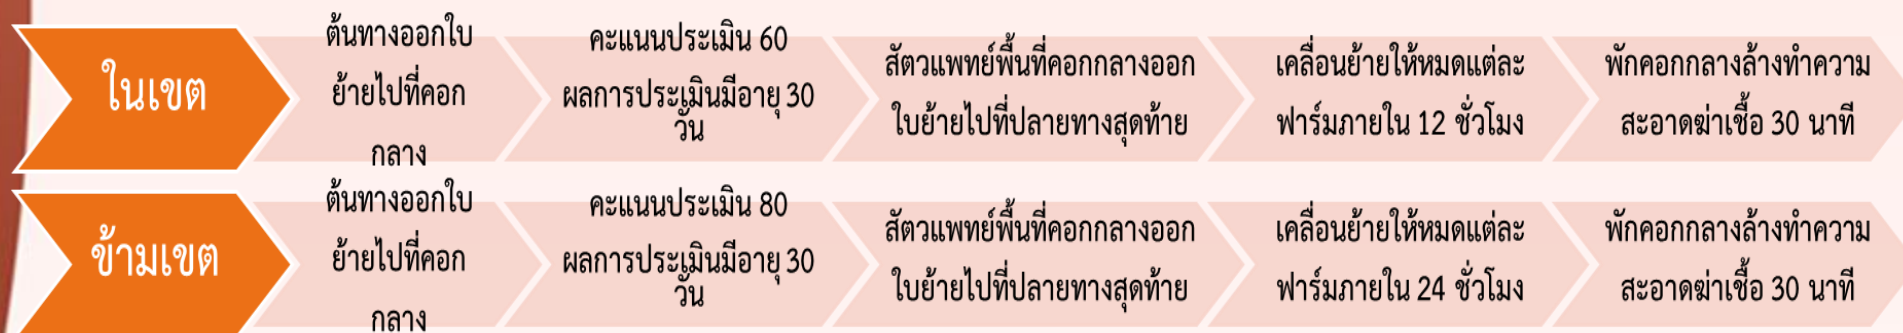 ในเขต
ต้นทางออกใบ
ย้ายไปที่คอก
กลาง
คะแนนประเมิน 60
ผลการประเมินมีอายุ 30
วัน
สัตวแพทย์พื้นที่คอกกลางออก
ใบย้ายไปที่ปลายทางสุดท้าย
เคลื่อนย้ายให้หมดแต่ละ
ฟาร์มภายใน 12 ชั่วโมง
พักคอกกลางล้างทำความ
สะอาดฆ่าเชื้อ 30 นาที
ข้ามเขต
ต้นทางออกใบ
ย้ายไปที่คอก
กลาง
คะแนนประเมิน 80
ผลการประเมินมีอายุ 30
วัน
สัตวแพทย์พื้นที่คอกกลางออก
ใบย้ายไปที่ปลายทางสุดท้าย
เคลื่อนย้ายให้หมดแต่ละ
ฟาร์มภายใน 24 ชั่วโมง
พักคอกกลางล้างทำความ
สะอาดฆ่าเชื้อ 30 นาที